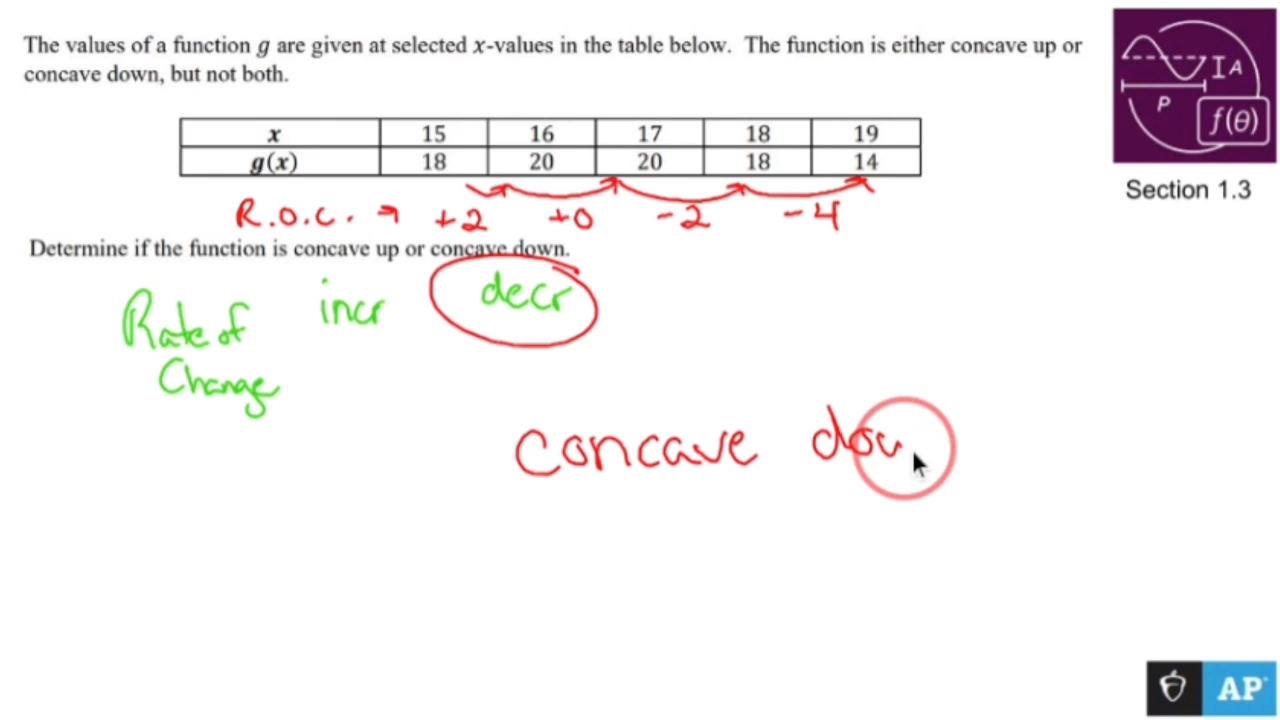 The values of a function g are given at selected x-values in the table below. The function is either concave up or
concave down, but not both.
I A
P
f(θ)
x 15 16 17 18 19
g(x) 18 20 20 18 14
Section 1.3
R.O.C. → +2 +0 -2 -4
Determine if the function is concave up or concave down.
Rate of incr decr
Change
concave dow
AP